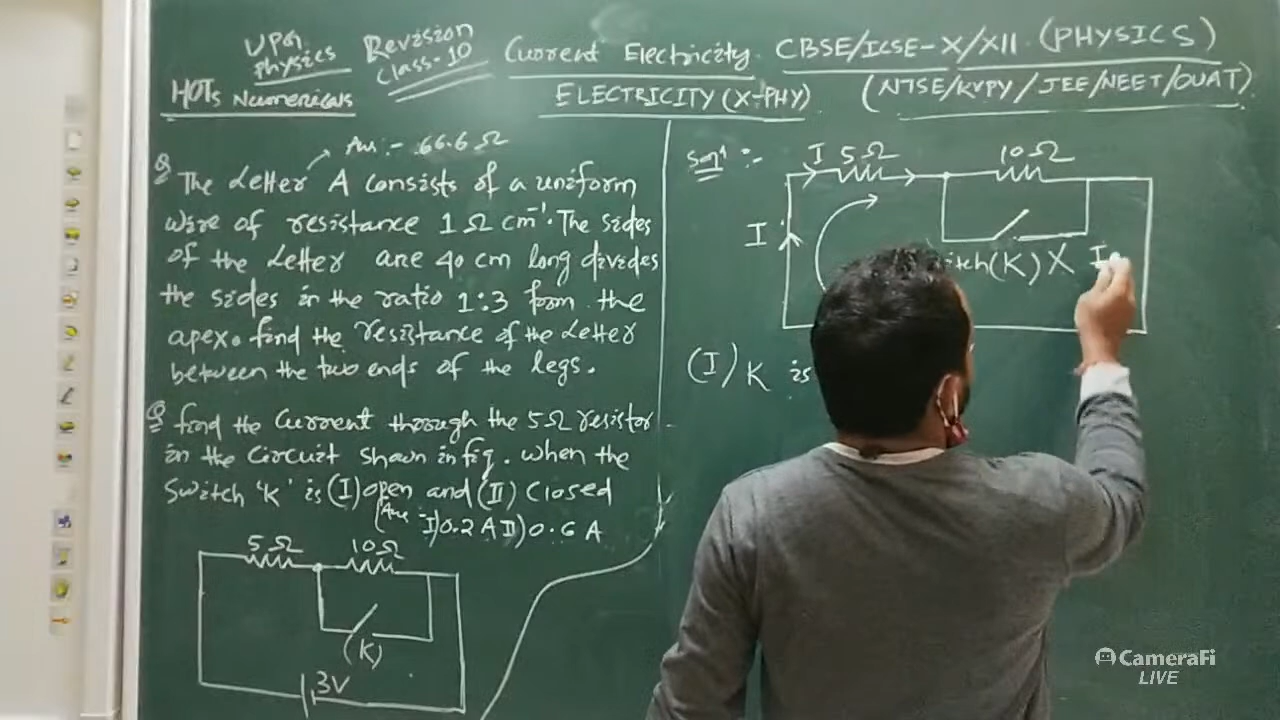 Revision
Class-10
Physics
Current Electricity
CBSE/ICSE-X/XII (PHYSICS)
HOTs Numericals
ELECTRICITY (X-PHY)
(NTSE/KVPY/JEE/NEET/OUAT)
Ans:- 66.6 Ω
Q The Letter A consists of a uniform
wire of resistance 1 Ω cm⁻¹. The sides
of the Letter are 40 cm long divides
the sides in the ratio 1:3 from the
apex. find the resistance of the Letter
between the two ends of the legs.
Q find the Current through the 5Ω resistor
in the Circuit Shown in fig. when the
Switch 'K' is (I) open and (II) Closed
(Ans I) 0.2 A II) 0.6 A
5Ω 10Ω
(K)
3V
Solⁿ :-
I 5Ω 10Ω
I
itch (K) X I
(I) K is
CameraFi
LIVE